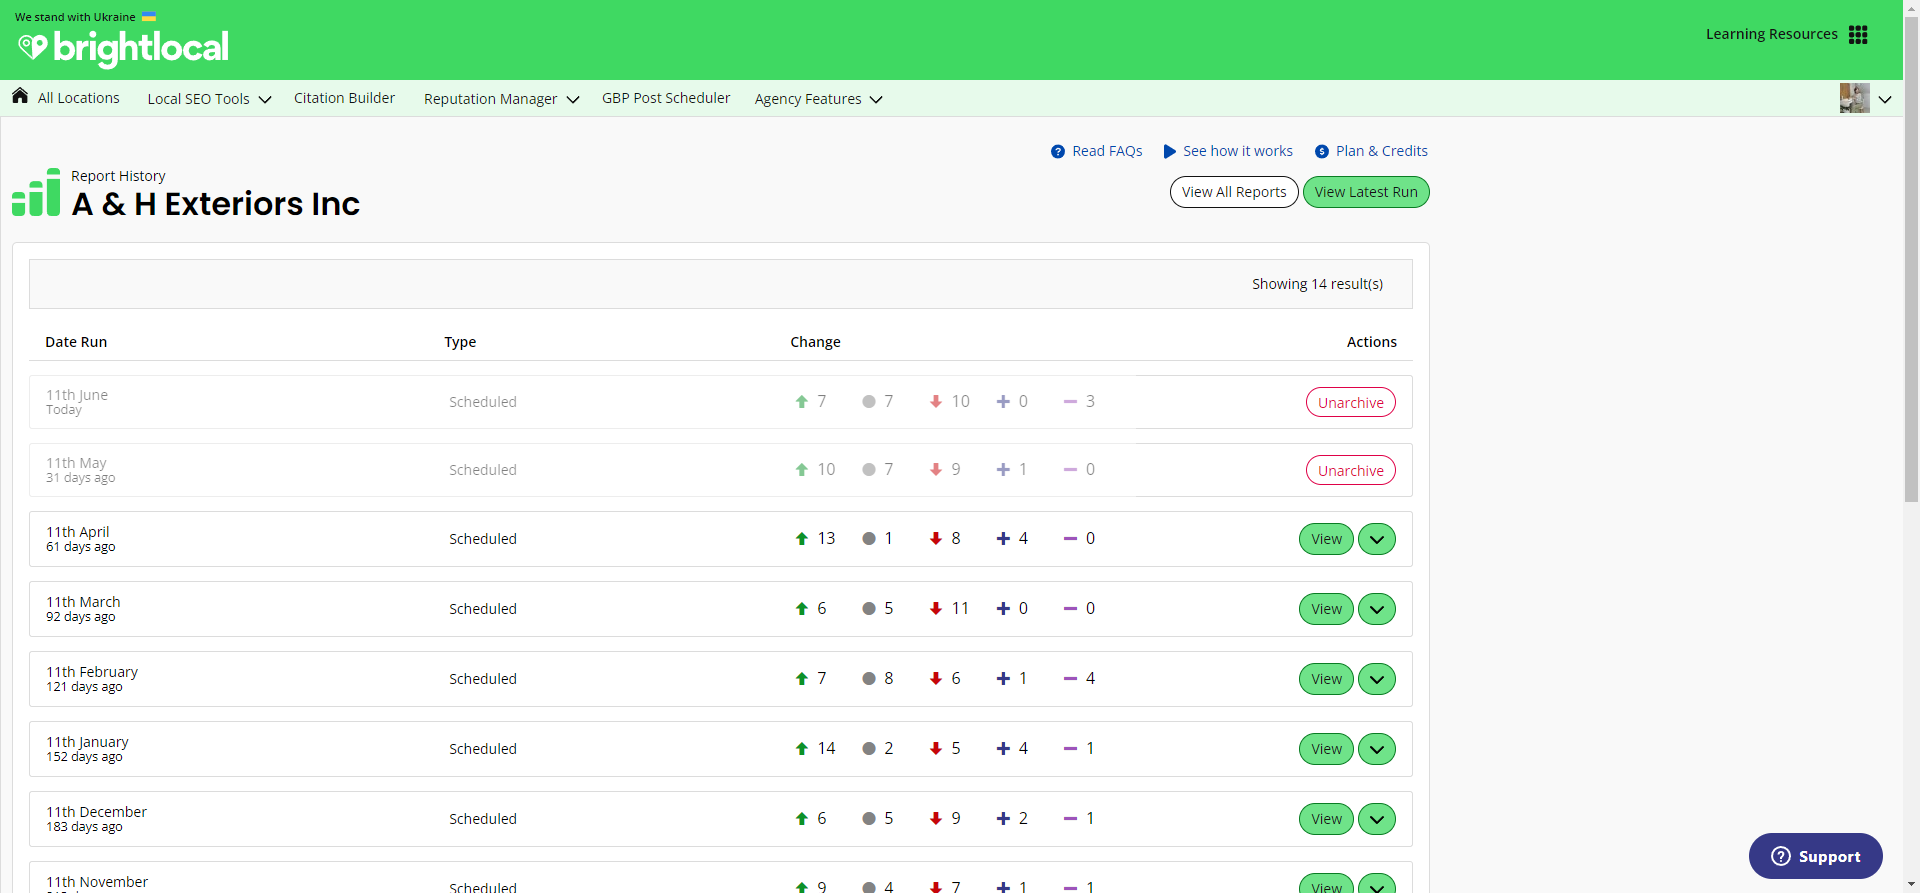 We stand with Ukraine
brightlocal
Learning Resources
All Locations Local SEO Tools Citation Builder Reputation Manager GBP Post Scheduler Agency Features
Read FAQs See how it works Plan & Credits
Report History
A & H Exteriors Inc
View All Reports View Latest Run
Showing 14 result(s)
Date Run Type Change Actions
11th June
Today
Scheduled 7 7 10 0 3 Unarchive
11th May
31 days ago
Scheduled 10 7 9 1 0 Unarchive
11th April
61 days ago
Scheduled 13 1 8 4 0 View
11th March
92 days ago
Scheduled 6 5 11 0 0 View
11th February
121 days ago
Scheduled 7 8 6 1 4 View
11th January
152 days ago
Scheduled 14 2 5 4 1 View
11th December
183 days ago
Scheduled 6 5 9 2 1 View
Support
11th November
Scheduled 9 4 7 1 1 View